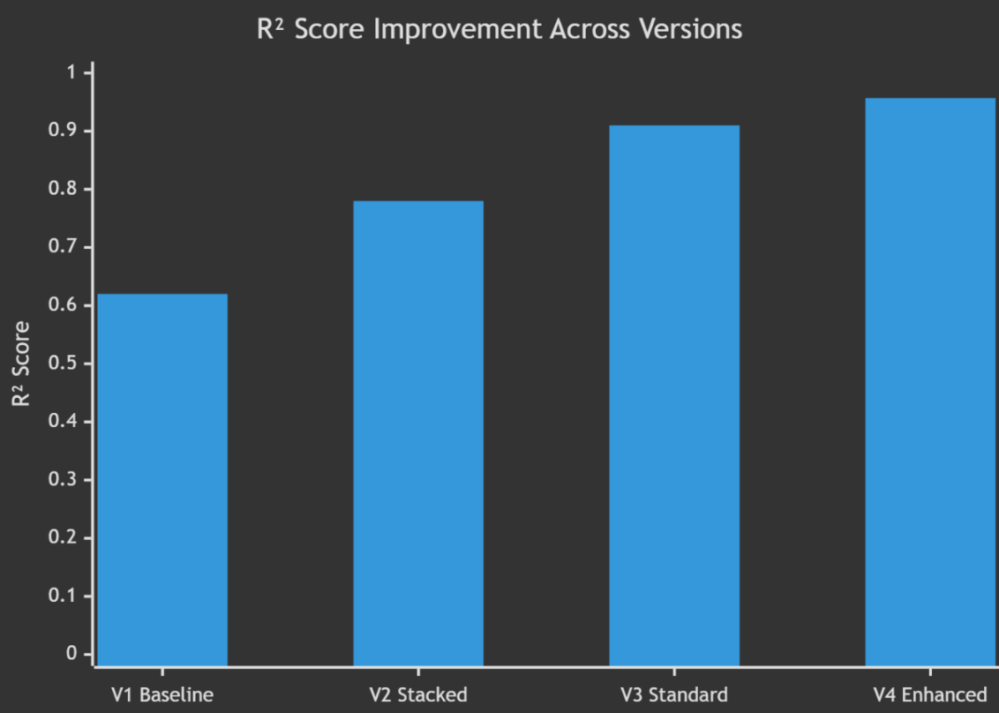 R² Score Improvement Across Versions
1
0.9
0.8
0.7
0.6
0.5
0.4
0.3
0.2
0.1
0
R² Score
V1 Baseline
V2 Stacked
V3 Standard
V4 Enhanced